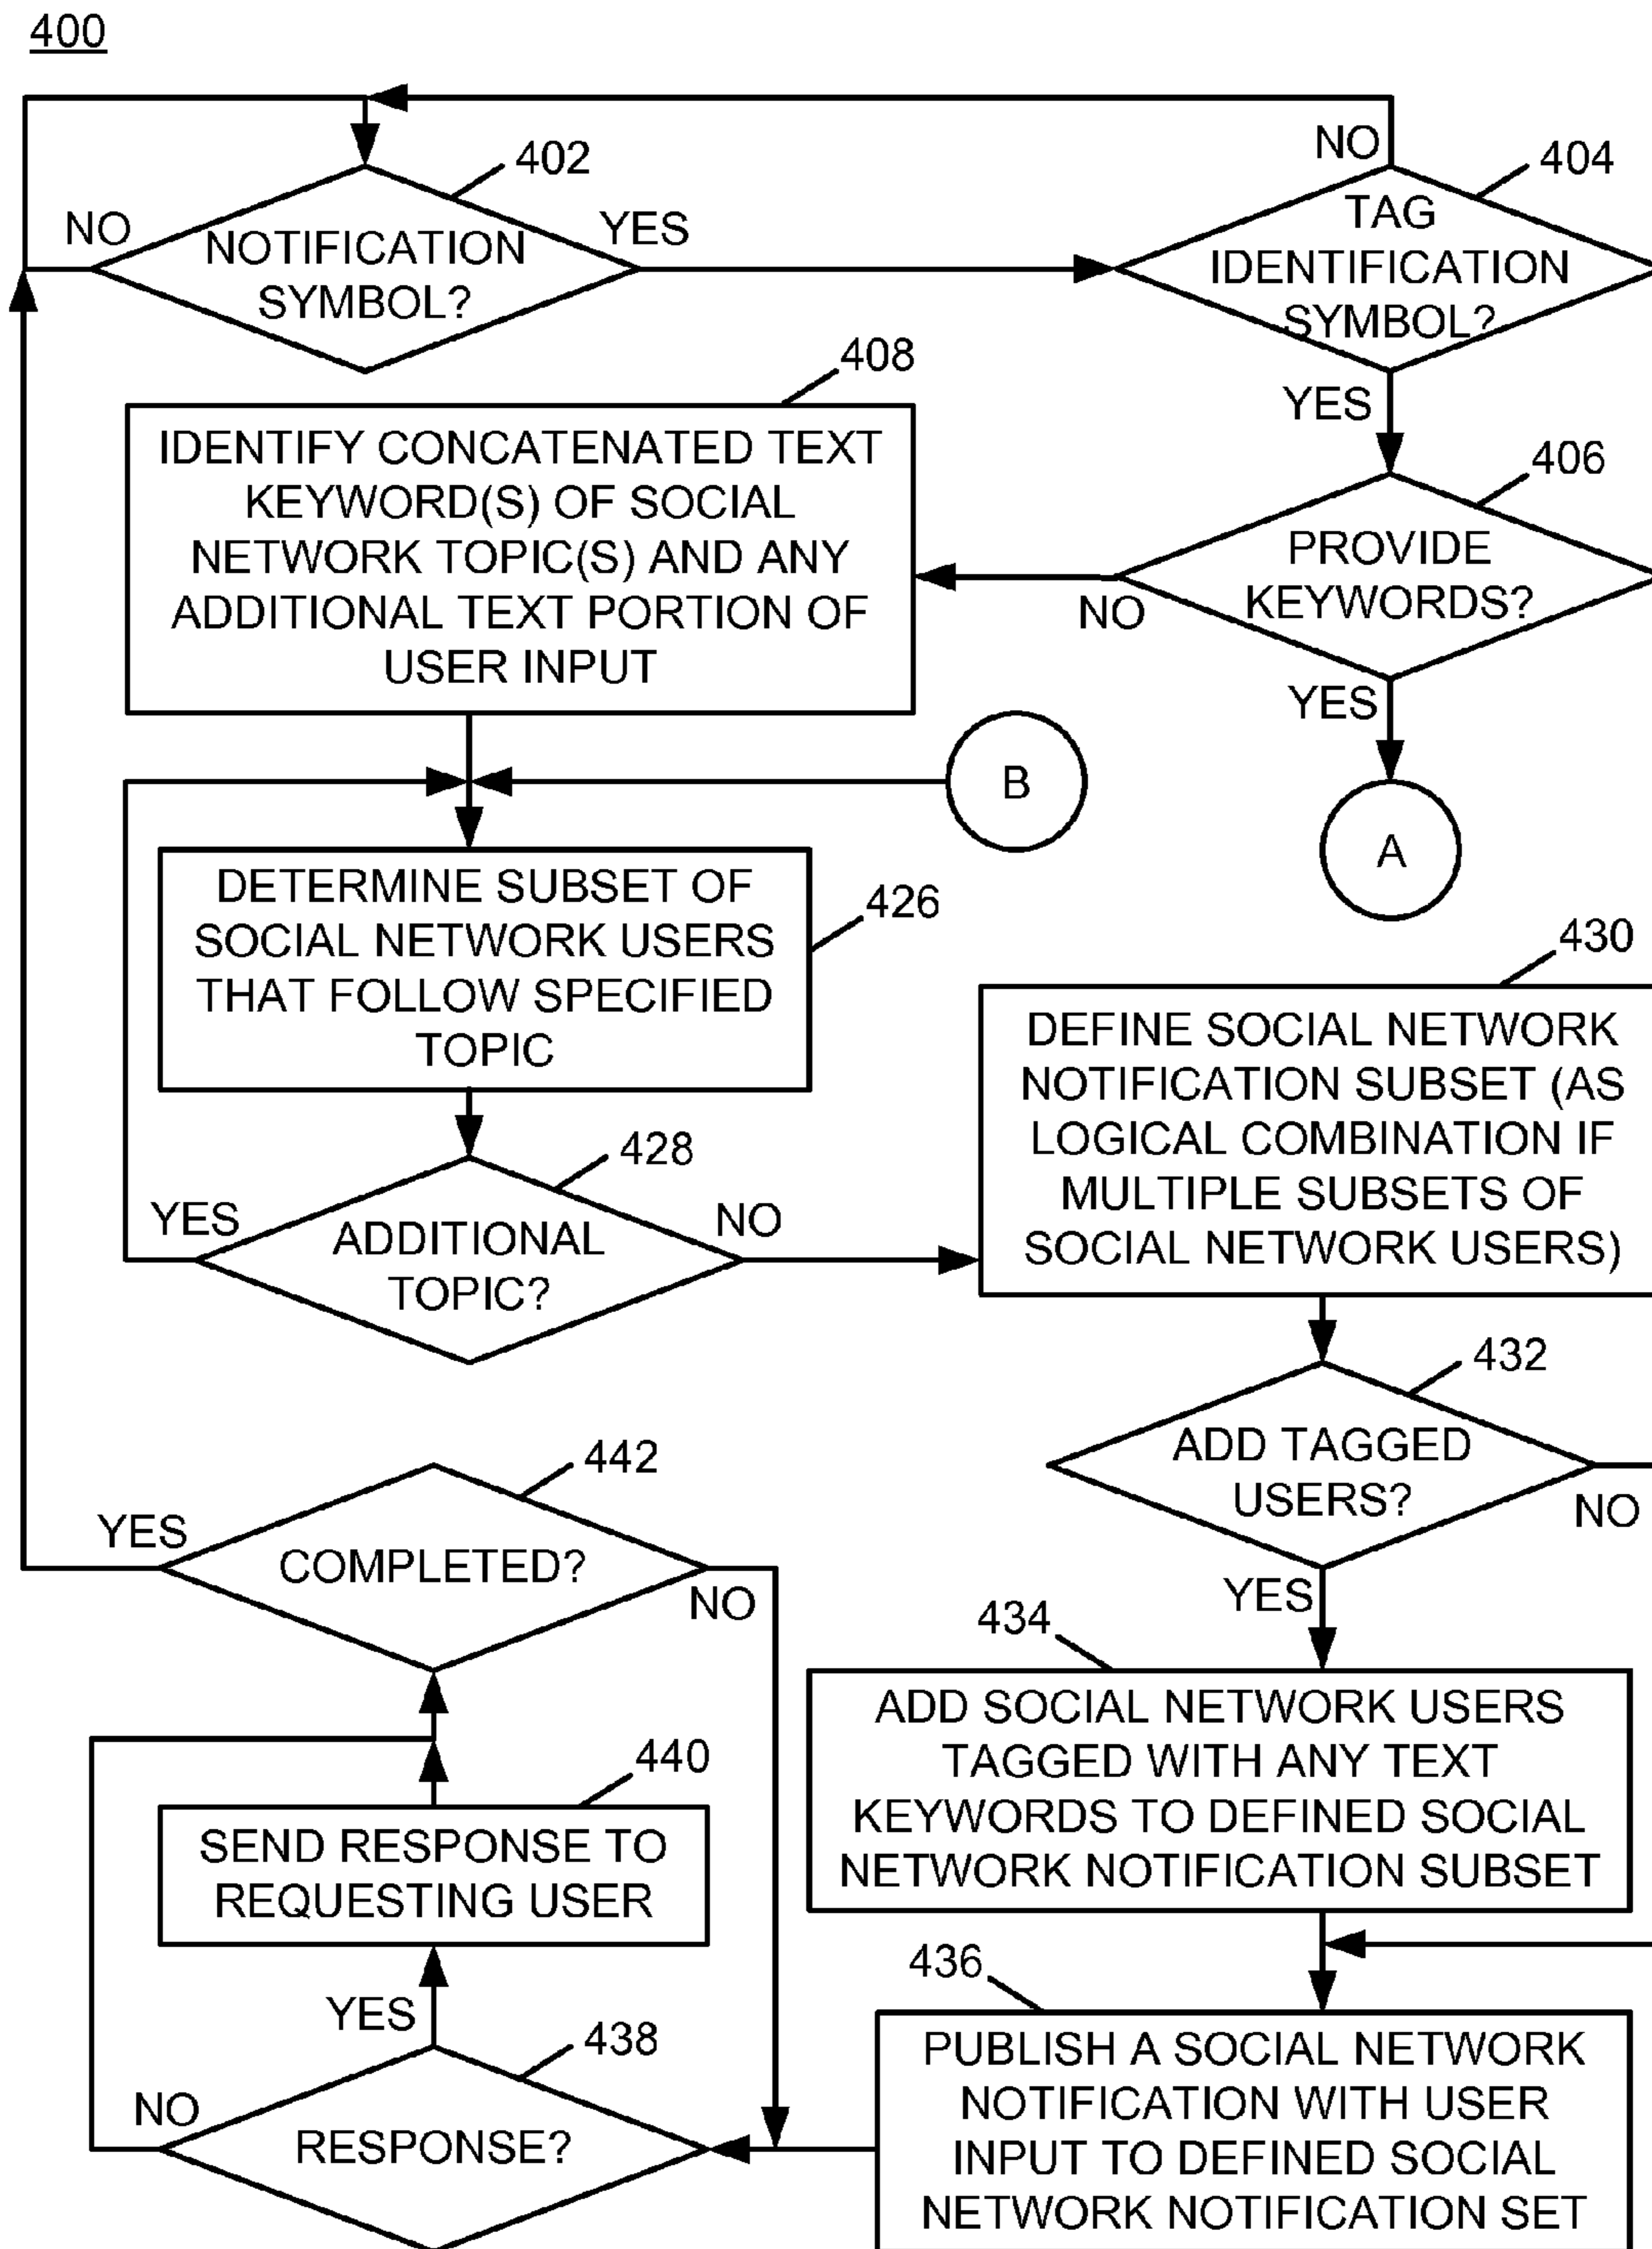 400
402
NO
NOTIFICATION
SYMBOL?
YES
NO
404
TAG
IDENTIFICATION
SYMBOL?
YES
406
PROVIDE
KEYWORDS?
NO
YES
A
408
IDENTIFY CONCATENATED TEXT
KEYWORD(S) OF SOCIAL
NETWORK TOPIC(S) AND ANY
ADDITIONAL TEXT PORTION OF
USER INPUT
B
426
DETERMINE SUBSET OF
SOCIAL NETWORK USERS
THAT FOLLOW SPECIFIED
TOPIC
428
YES
ADDITIONAL
TOPIC?
NO
430
DEFINE SOCIAL NETWORK
NOTIFICATION SUBSET (AS
LOGICAL COMBINATION IF
MULTIPLE SUBSETS OF
SOCIAL NETWORK USERS)
432
ADD TAGGED
USERS?
NO
YES
434
ADD SOCIAL NETWORK USERS
TAGGED WITH ANY TEXT
KEYWORDS TO DEFINED SOCIAL
NETWORK NOTIFICATION SUBSET
436
PUBLISH A SOCIAL NETWORK
NOTIFICATION WITH USER
INPUT TO DEFINED SOCIAL
NETWORK NOTIFICATION SET
442
YES
COMPLETED?
NO
440
SEND RESPONSE TO
REQUESTING USER
YES
438
NO
RESPONSE?